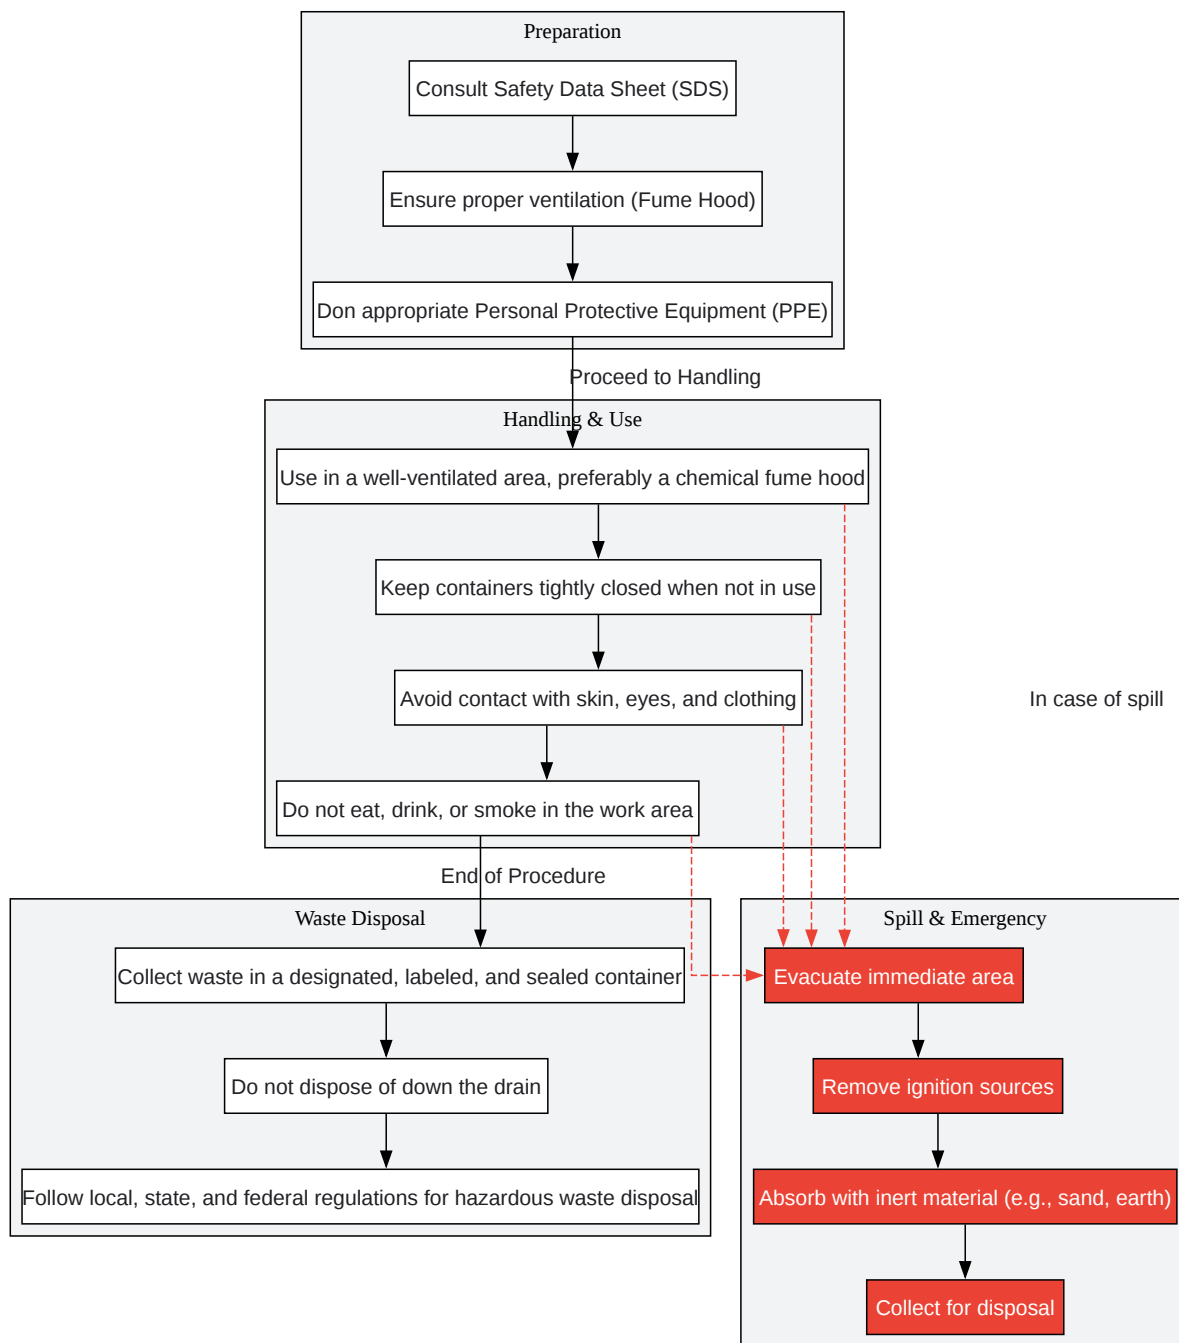 Preparation
Consult Safety Data Sheet (SDS)
Ensure proper ventilation (Fume Hood)
Don appropriate Personal Protective Equipment (PPE)
Proceed to Handling
Handling & Use
Use in a well-ventilated area, preferably a chemical fume hood
Keep containers tightly closed when not in use
Avoid contact with skin, eyes, and clothing
In case of spill
Do not eat, drink, or smoke in the work area
End of Procedure
Waste Disposal
Collect waste in a designated, labeled, and sealed container
Do not dispose of down the drain
Follow local, state, and federal regulations for hazardous waste disposal
Spill & Emergency
Evacuate immediate area
Remove ignition sources
Absorb with inert material (e.g., sand, earth)
Collect for disposal